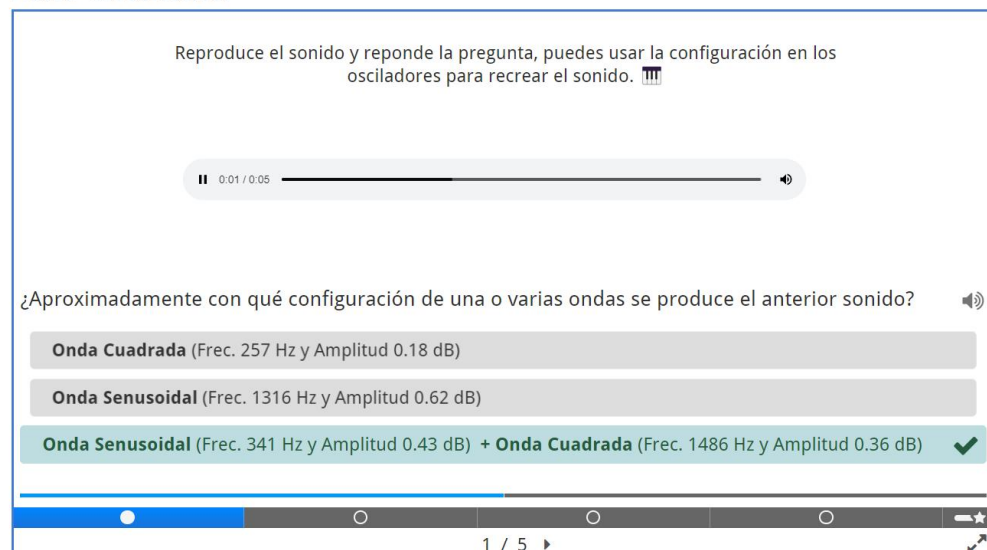 Reproduce el sonido y reponde la pregunta, puedes usar la configuración en los
osciladores para recrear el sonido. 🎹
0:01 / 0:05
¿Aproximadamente con qué configuración de una o varias ondas se produce el anterior sonido?
Onda Cuadrada (Frec. 257 Hz y Amplitud 0.18 dB)
Onda Senusoidal (Frec. 1316 Hz y Amplitud 0.62 dB)
Onda Senusoidal (Frec. 341 Hz y Amplitud 0.43 dB) + Onda Cuadrada (Frec. 1486 Hz y Amplitud 0.36 dB)
1 / 5